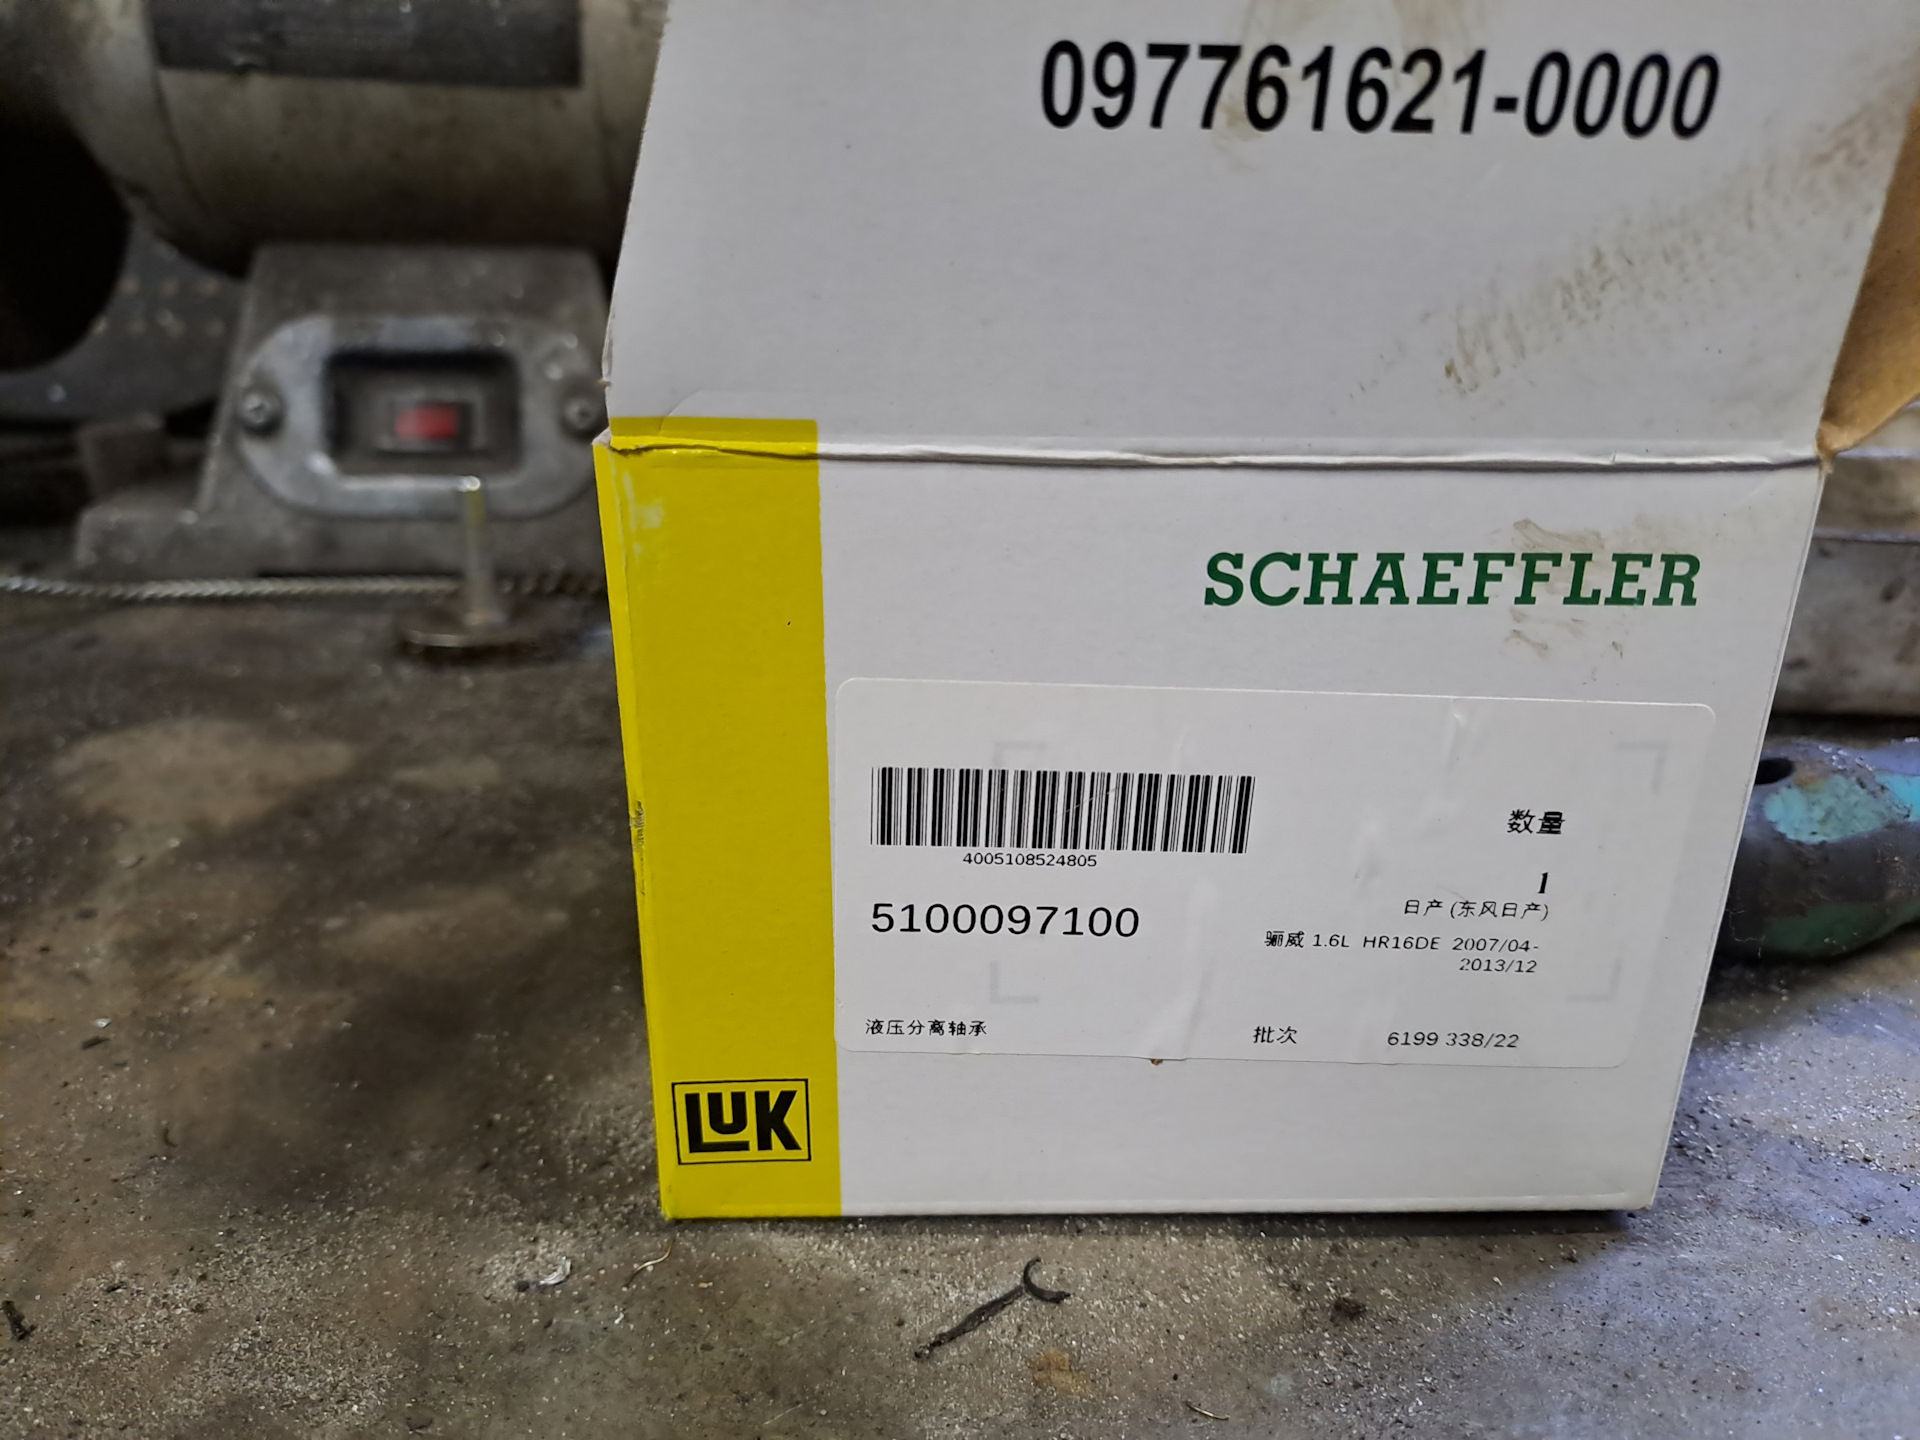 097761621-0000
SCHAEFFLER
4005108524805
数量
1
5100097100
日产 (东风日产)
骊威 1.6L HR16DE 2007/04-
2013/12
液压分离轴承
批次 6199 338/22
LUK